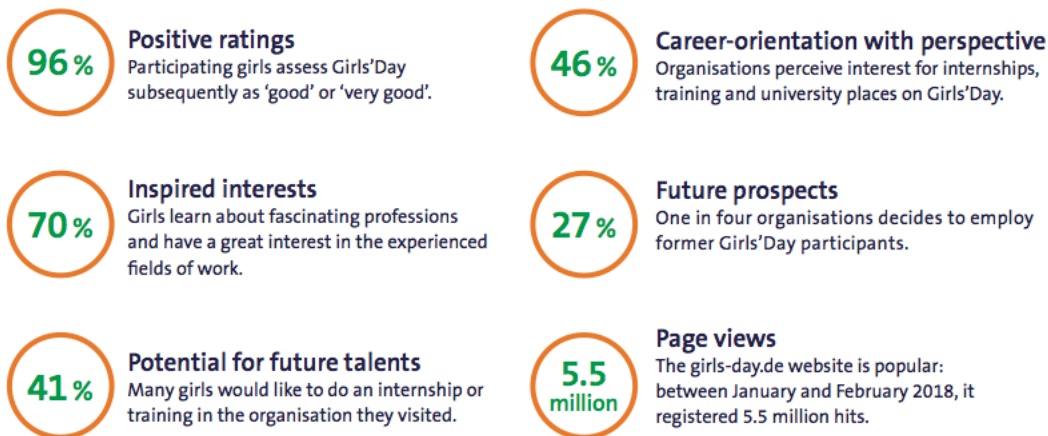 96 %
Positive ratings
Participating girls assess Girls'Day
subsequently as 'good' or 'very good'.
46 %
Career-orientation with perspective
Organisations perceive interest for internships,
training and university places on Girls'Day.
70 %
Inspired interests
Girls learn about fascinating professions
and have a great interest in the experienced
fields of work.
27 %
Future prospects
One in four organisations decides to employ
former Girls'Day participants.
41 %
Potential for future talents
Many girls would like to do an internship or
training in the organisation they visited.
5.5
million
Page views
The girls-day.de website is popular:
between January and February 2018, it
registered 5.5 million hits.